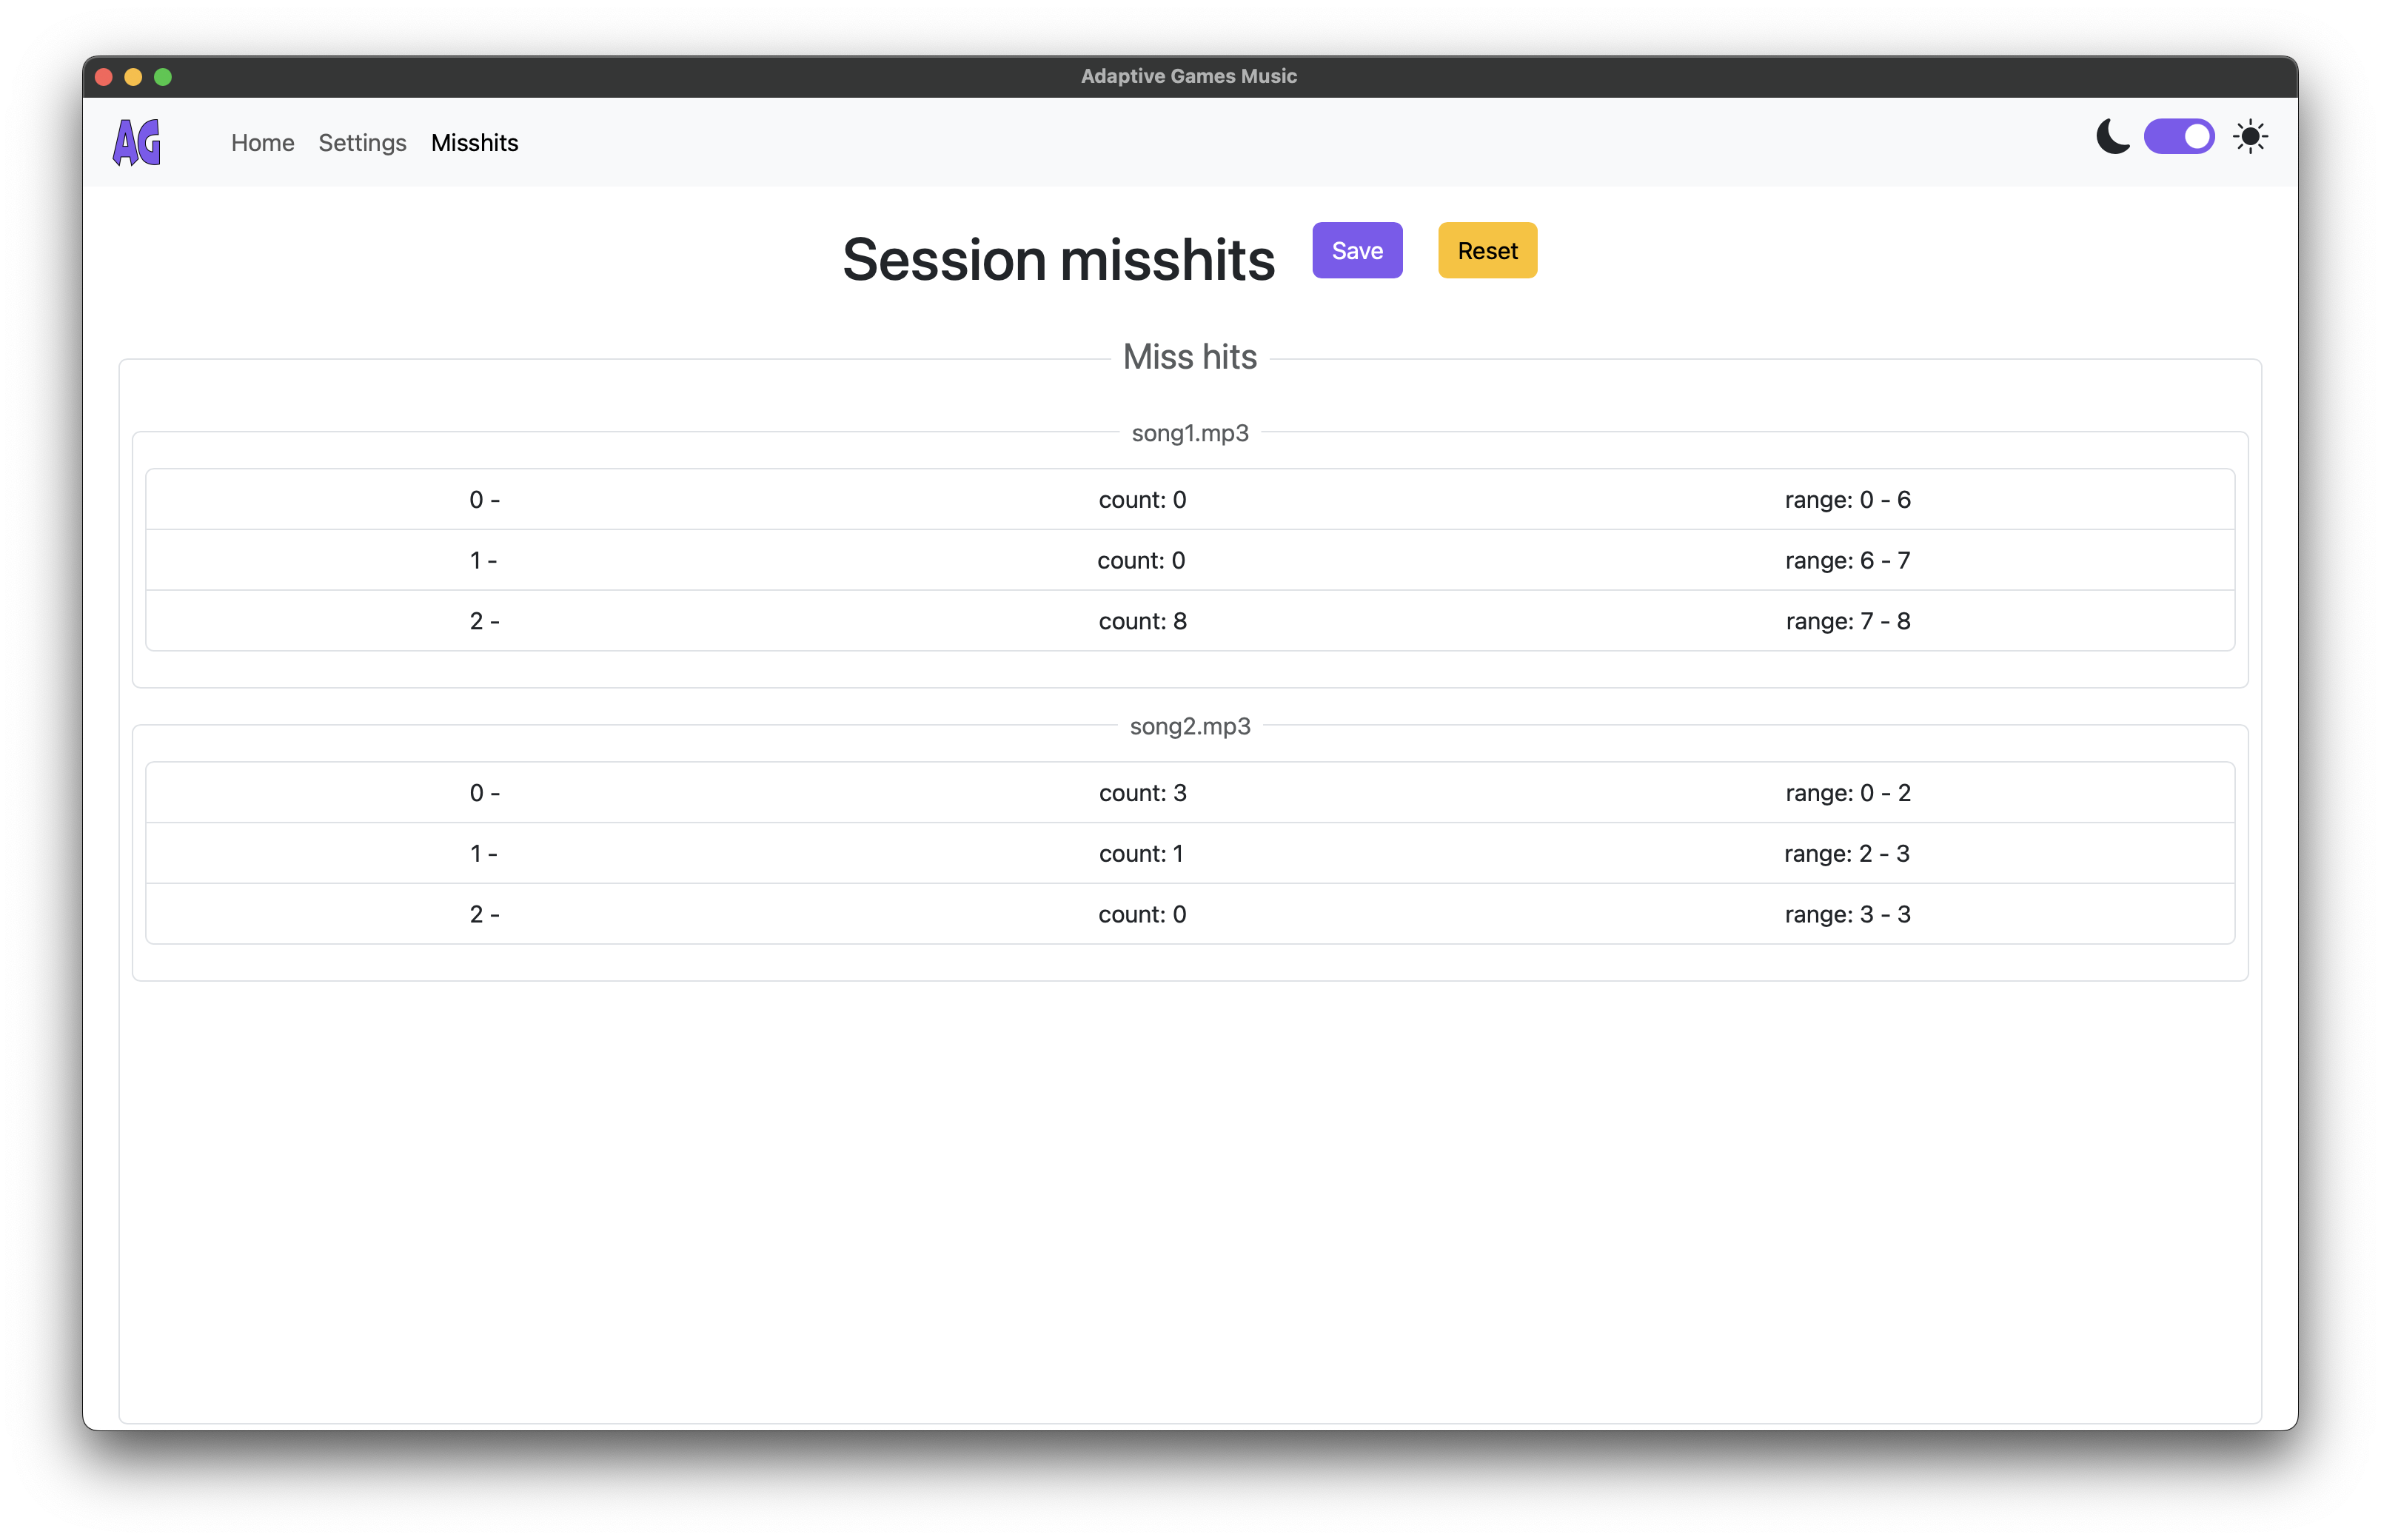 Adaptive Games Music
AG Home Settings Misshits
Session misshits Save Reset
Miss hits
song1.mp3
0 - count: 0 range: 0 - 6
1 - count: 0 range: 6 - 7
2 - count: 8 range: 7 - 8
song2.mp3
0 - count: 3 range: 0 - 2
1 - count: 1 range: 2 - 3
2 - count: 0 range: 3 - 3